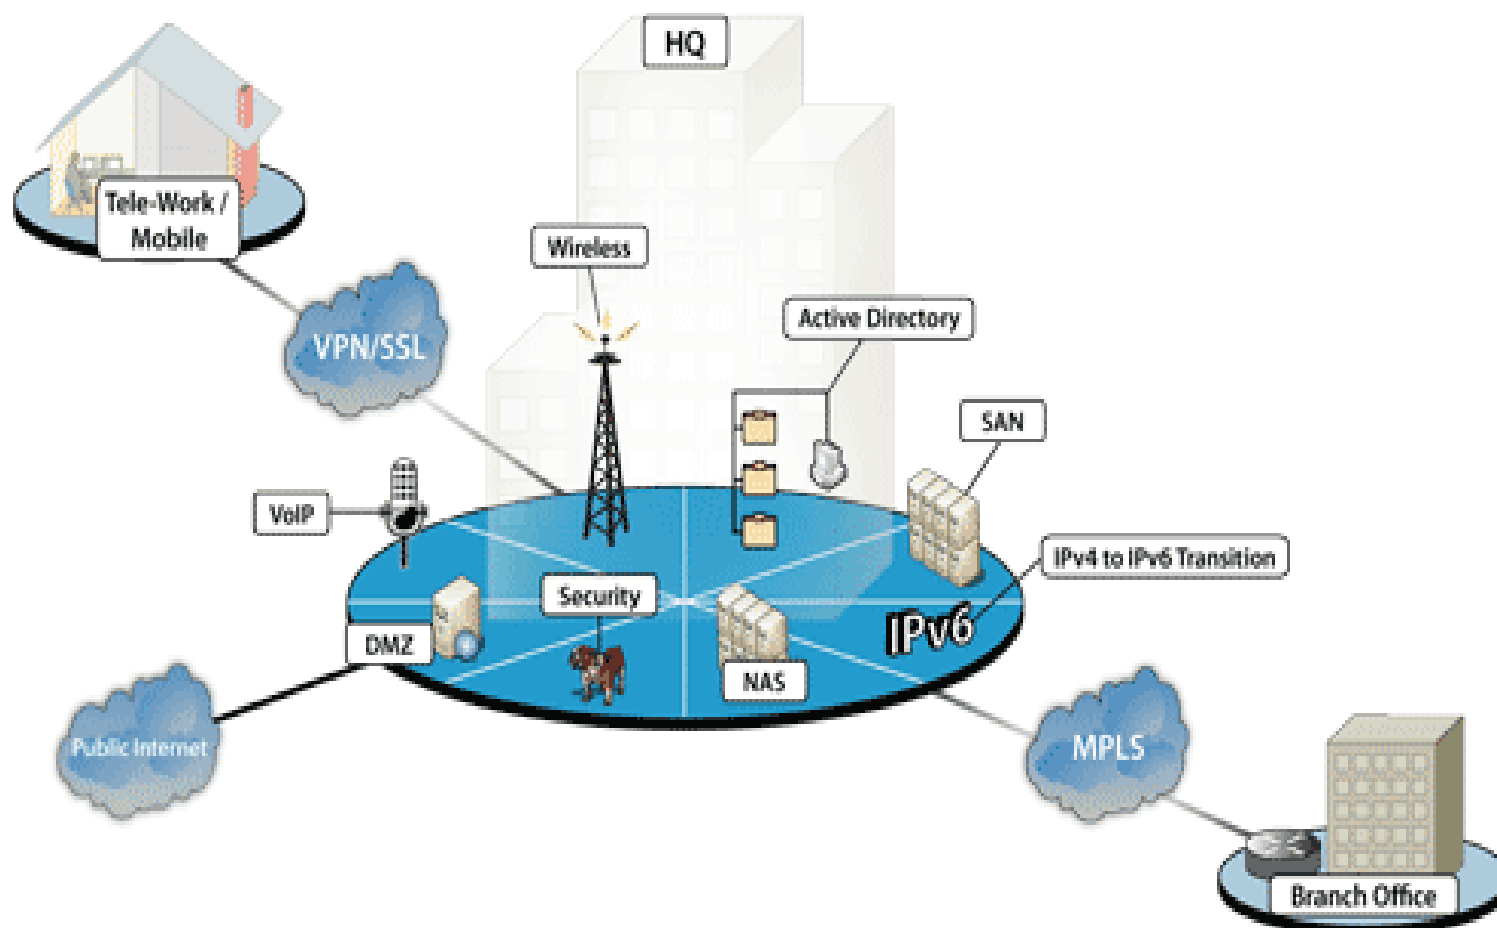 HQ
Tele-Work /
Mobile
Wireless
VPN/SSL
Active Directory
SAN
VoIP
IPv4 to IPv6 Transition
Security
IPv6
DMZ
NAS
Public Internet
MPLS
Branch Office